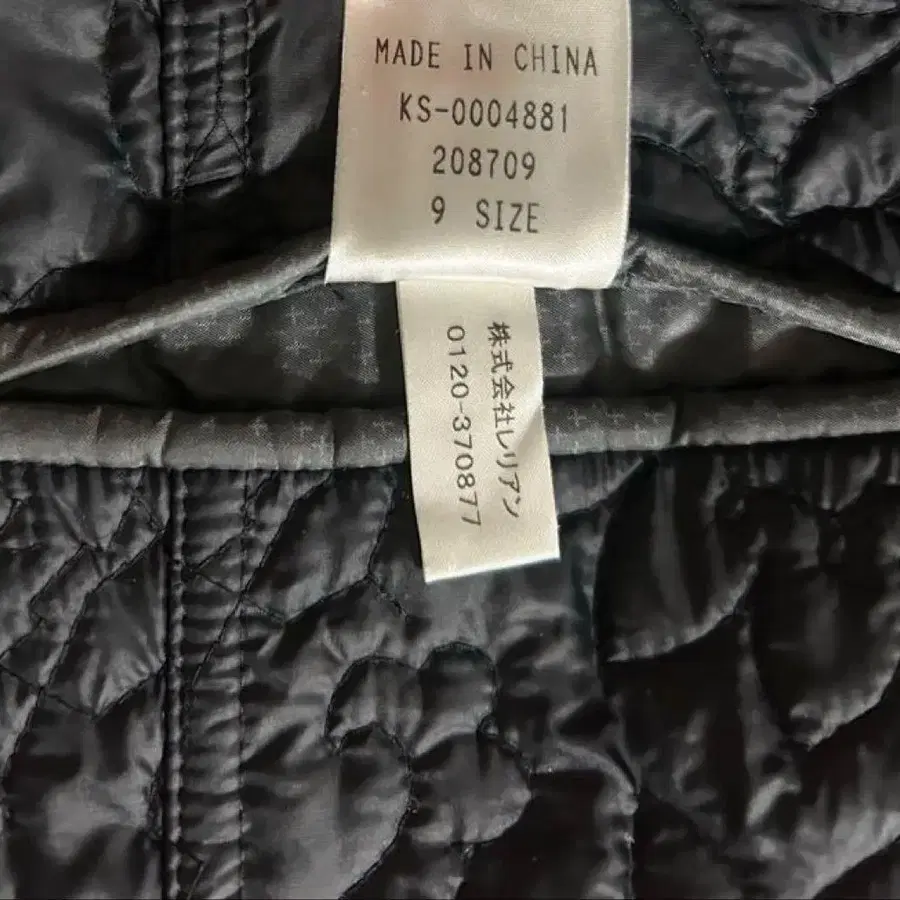 MADE IN CHINA
KS-0004881
208709
9 SIZE
株式会社レリアン
0120-370877